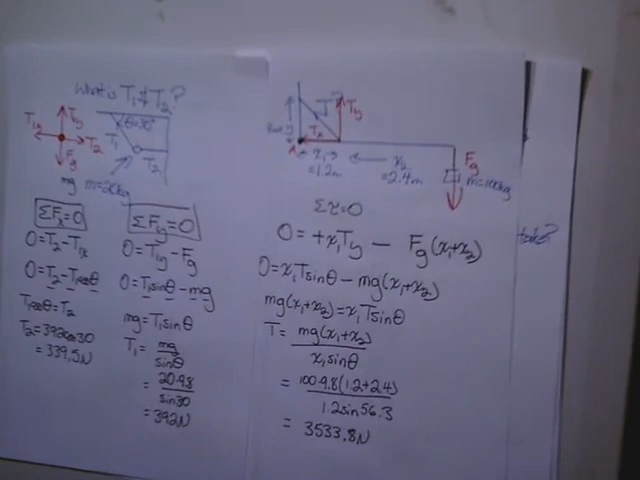 What is T₁ & T₂?
T₁y
Ty
T₂
Fg
mg
θ=30°
T₁
T₂
m=20kg
ΣFx=0
0=T₂-T₁x
0=T₂-T₁cosθ
T₁cosθ=T₂
T₂=392cos30
=339.5N
ΣFy=0
0=T₁y-Fg
0=T₁sinθ-mg
mg=T₁sinθ
T₁= mg
sinθ
= 20·9.8
sin30
=392N
T
Ty
Tx
A
x₁
=1.2m
x₂
=2.4m
Fg
m=100kg
Στ=0
0=+x₁Ty - Fg(x₁+x₂)
0=x₁Tsinθ-mg(x₁+x₂)
mg(x₁+x₂)=x₁Tsinθ
T= mg(x₁+x₂)
x₁sinθ
= 100·9.8(1.2+2.4)
1.2sin56.3
= 3533.8N